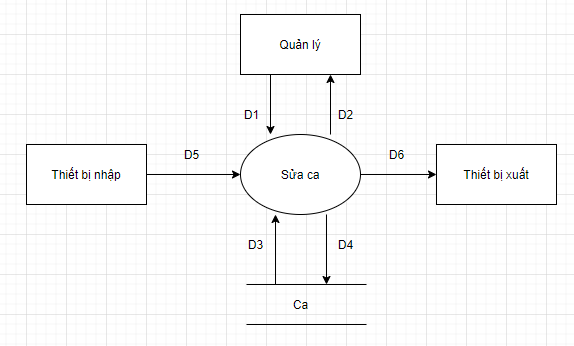 Quản lý
D1
D2
Thiết bị nhập
D5
Sửa ca
D6
Thiết bị xuất
D3
D4
Ca